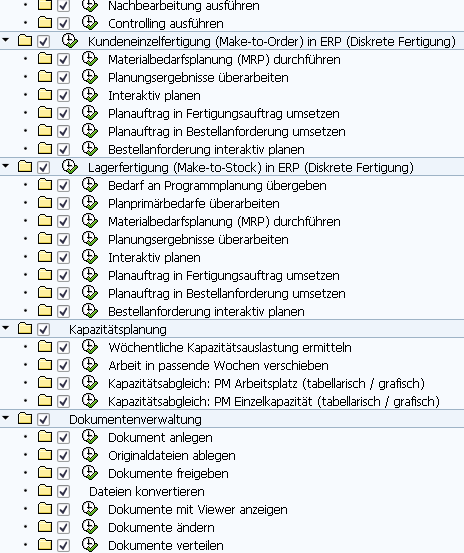 Nachbearbeitung ausführen
Controlling ausführen
Kundeneinzelfertigung (Make-to-Order) in ERP (Diskrete Fertigung)
Materialbedarfsplanung (MRP) durchführen
Planungsergebnisse überarbeiten
Interaktiv planen
Planauftrag in Fertigungsauftrag umsetzen
Planauftrag in Bestellanforderung umsetzen
Bestellanforderung interaktiv planen
Lagerfertigung (Make-to-Stock) in ERP (Diskrete Fertigung)
Bedarf an Programmplanung übergeben
Planprimärbedarfe überarbeiten
Materialbedarfsplanung (MRP) durchführen
Planungsergebnisse überarbeiten
Interaktiv planen
Planauftrag in Fertigungsauftrag umsetzen
Planauftrag in Bestellanforderung umsetzen
Bestellanforderung interaktiv planen
Kapazitätsplanung
Wöchentliche Kapazitätsauslastung ermitteln
Arbeit in passende Wochen verschieben
Kapazitätsabgleich: PM Arbeitsplatz (tabellarisch / grafisch)
Kapazitätsabgleich: PM Einzelkapazität (tabellarisch / grafisch)
Dokumentenverwaltung
Dokument anlegen
Originaldateien ablegen
Dokumente freigeben
Dateien konvertieren
Dokumente mit Viewer anzeigen
Dokumente ändern
Dokumente verteilen